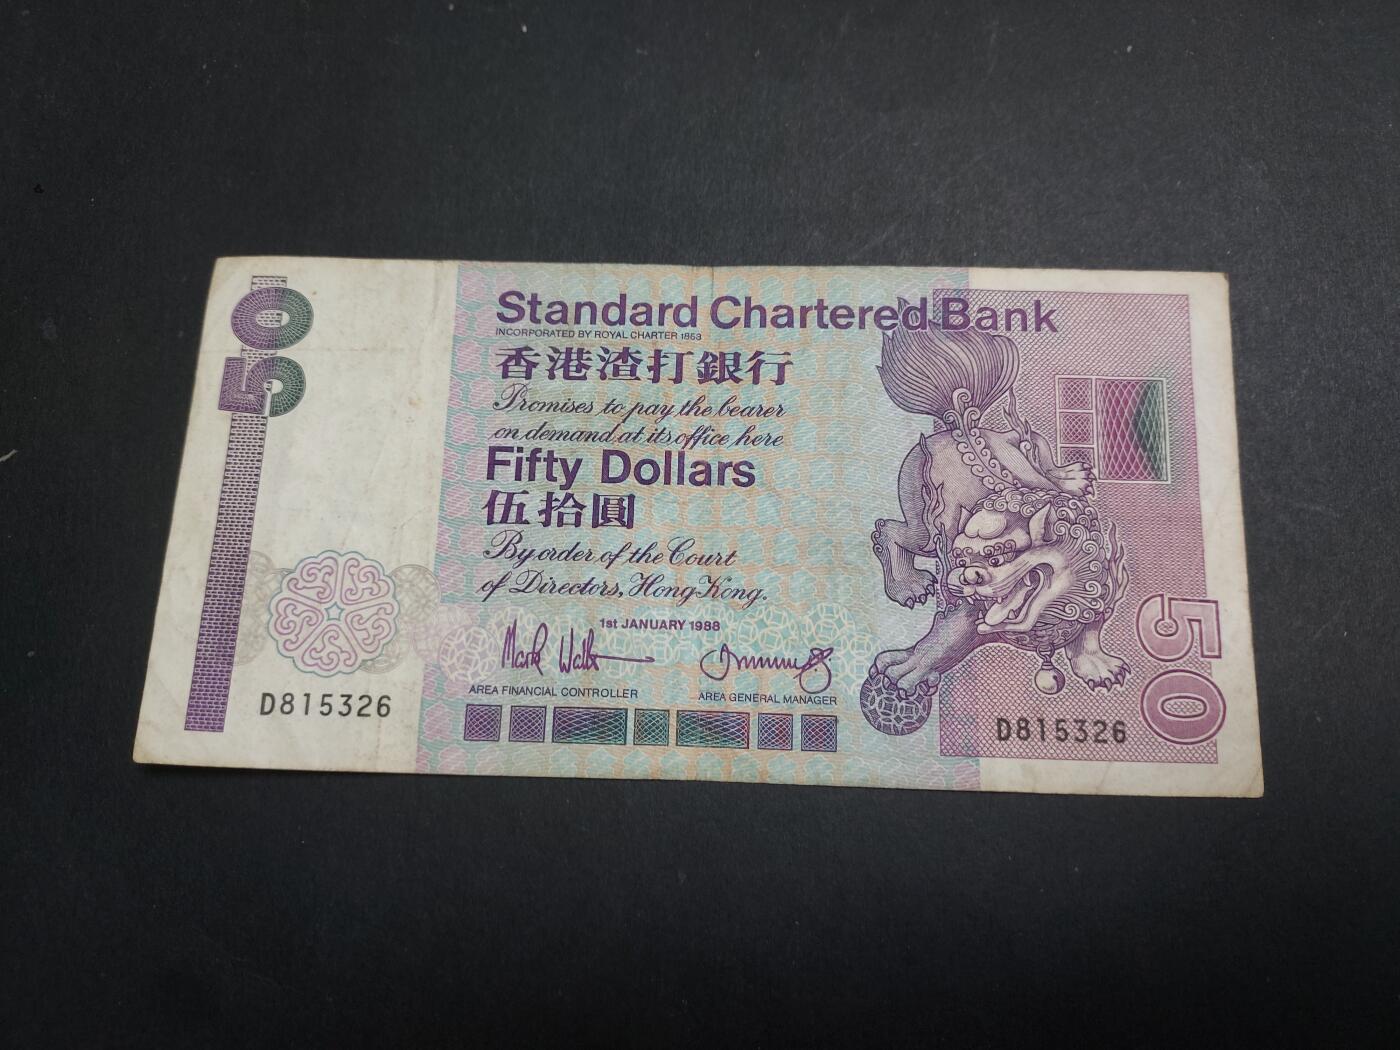 50
Standard Chartered Bank
INCORPORATED BY ROYAL CHARTER 1853
香港渣打銀行
Promises to pay the bearer
on demand at its office here
Fifty Dollars
伍拾圓
By order of the Court
of Directors, Hong Kong.
1st JANUARY 1988
AREA FINANCIAL CONTROLLER
AREA GENERAL MANAGER
D815326
D815326
50